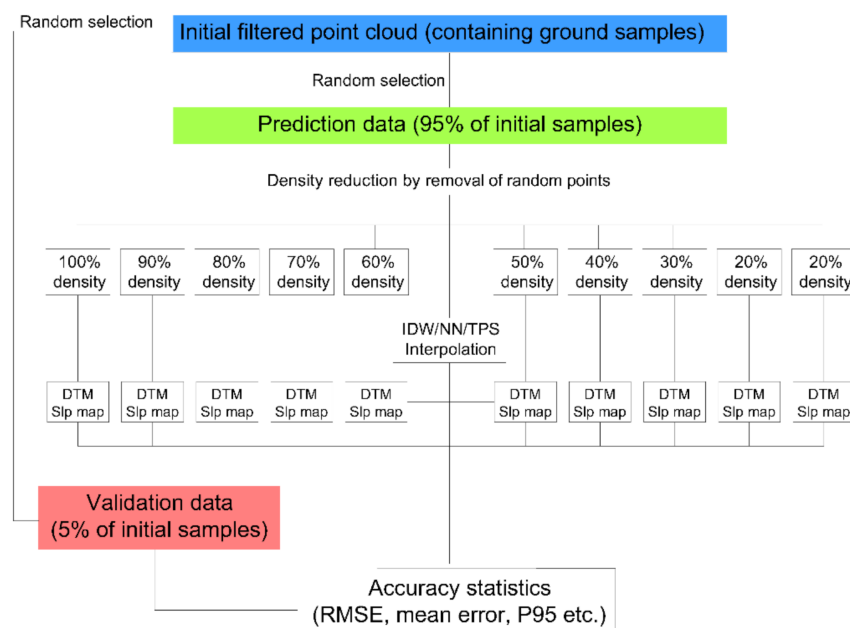 Random selection
Initial filtered point cloud (containing ground samples)
Random selection
Prediction data (95% of initial samples)
Density reduction by removal of random points
100%
density
90%
density
80%
density
70%
density
60%
density
50%
density
40%
density
30%
density
20%
density
20%
density
IDW/NN/TPS
Interpolation
DTM
Slp map
DTM
Slp map
DTM
Slp map
DTM
Slp map
DTM
Slp map
DTM
Slp map
DTM
Slp map
DTM
Slp map
DTM
Slp map
DTM
Slp map
Validation data
(5% of initial samples)
Accuracy statistics
(RMSE, mean error, P95 etc.)